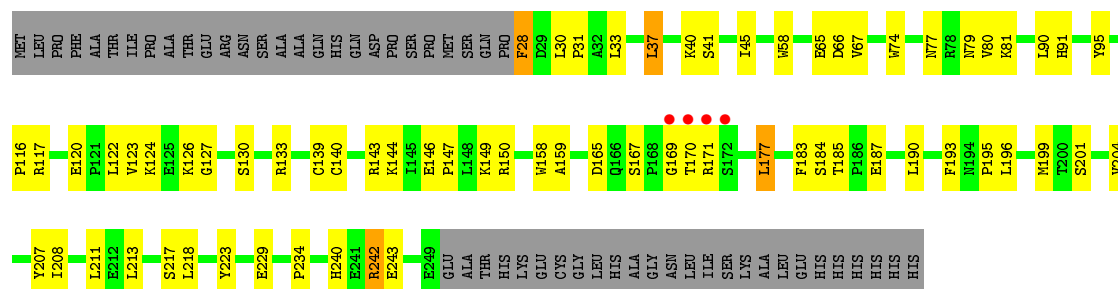 MET LEU PRO PHE ALA THR ILE PRO ALA THR GLU ARG ASN SER ALA ALA GLN HIS GLN ASP PRO SER PRO MET SER GLN PRO F28 D29 L30 P31 A32 L33 L37 K40 S41 I45 W58 E65 D66 V67 W74 N77 R78 N79 V80 K81 L90 H91 Y95
P116 R117 E120 P121 L122 V123 K124 E125 K126 G127 S130 R133 C139 C140 R143 K144 I145 E146 P147 L148 K149 R150 W158 A159 D165 Q166 S167 P168 G169 T170 R171 S172 L177 F183 S184 T185 P186 E187 L190 F193 N194 P195 L196 M199 T200 S201 V204
Y207 I208 L211 E212 L213 S217 L218 Y223 E229 P234 H240 E241 R242 E243 E249 GLU ALA THR HIS LYS GLU CYS GLY LEU HIS ALA GLY ASN LEU ILE SER LYS ALA LEU GLU HIS HIS HIS HIS HIS HIS